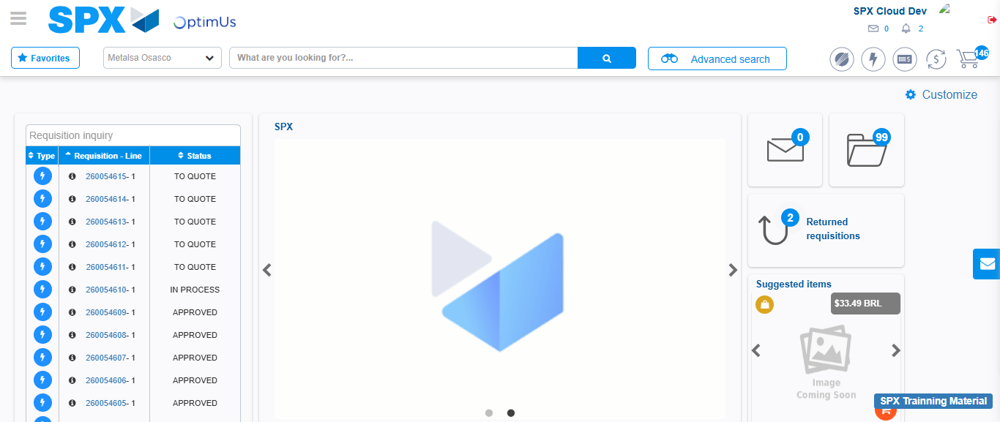 SPX OptimUs
SPX Cloud Dev
0 2
Favorites
Metalsa Osasco
What are you looking for?...
Advanced search
146
Customize
Requisition inquiry
Type Requisition - Line Status
260054615- 1 TO QUOTE
260054614- 1 TO QUOTE
260054613- 1 TO QUOTE
260054612- 1 TO QUOTE
260054611- 1 TO QUOTE
260054610- 1 IN PROCESS
260054609- 1 APPROVED
260054608- 1 APPROVED
260054607- 1 APPROVED
260054606- 1 APPROVED
260054605- 1 APPROVED
SPX
0
99
2
Returned
requisitions
Suggested items
$33.49 BRL
Image
Coming Soon
SPX Trainning Material